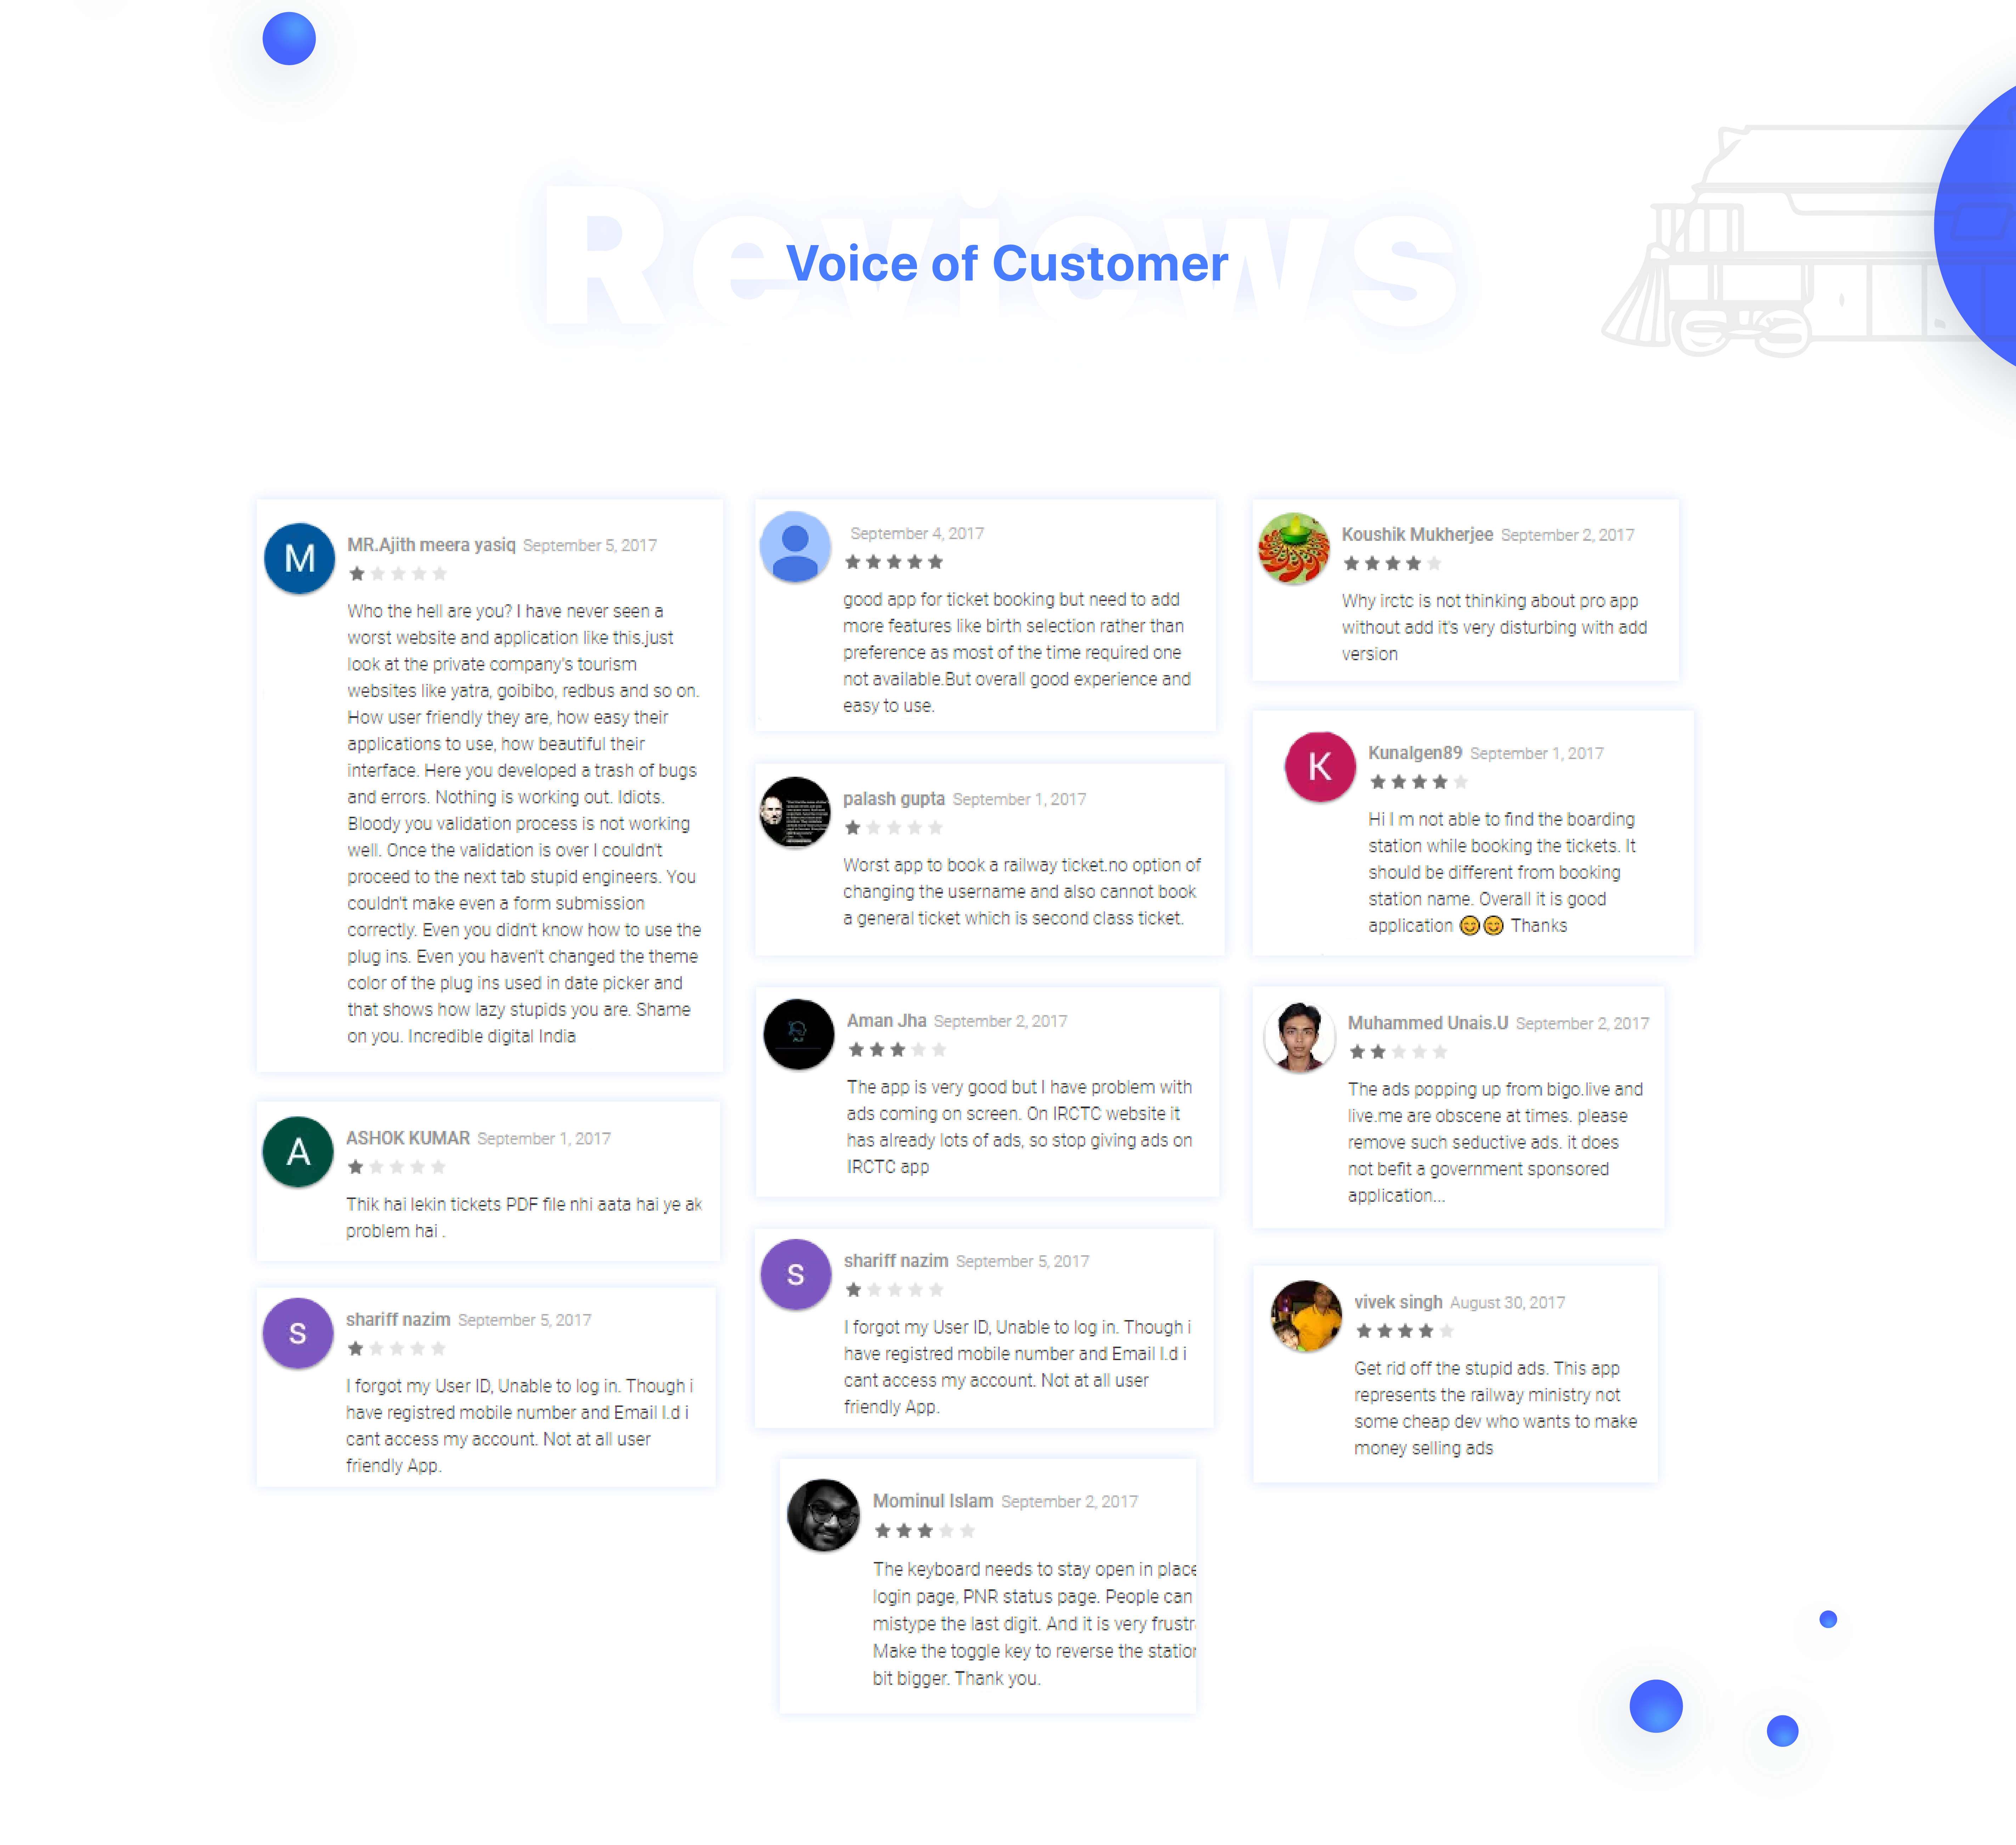 Reviews
Voice of Customer
M
MR.Ajith meera yasiq September 5, 2017
Who the hell are you? I have never seen a
worst website and application like this.just
look at the private company's tourism
websites like yatra, goibibo, redbus and so on.
How user friendly they are, how easy their
applications to use, how beautiful their
interface. Here you developed a trash of bugs
and errors. Nothing is working out. Idiots.
Bloody you validation process is not working
well. Once the validation is over I couldn't
proceed to the next tab stupid engineers. You
couldn't make even a form submission
correctly. Even you didn't know how to use the
plug ins. Even you haven't changed the theme
color of the plug ins used in date picker and
that shows how lazy stupids you are. Shame
on you. Incredible digital India
A
ASHOK KUMAR September 1, 2017
Thik hai lekin tickets PDF file nhi aata hai ye ak
problem hai .
S
shariff nazim September 5, 2017
I forgot my User ID, Unable to log in. Though i
have registred mobile number and Email I.d i
cant access my account. Not at all user
friendly App.
September 4, 2017
good app for ticket booking but need to add
more features like birth selection rather than
preference as most of the time required one
not available.But overall good experience and
easy to use.
palash gupta September 1, 2017
Worst app to book a railway ticket.no option of
changing the username and also cannot book
a general ticket which is second class ticket.
Aman Jha September 2, 2017
The app is very good but I have problem with
ads coming on screen. On IRCTC website it
has already lots of ads, so stop giving ads on
IRCTC app
S
shariff nazim September 5, 2017
I forgot my User ID, Unable to log in. Though i
have registred mobile number and Email I.d i
cant access my account. Not at all user
friendly App.
Mominul Islam September 2, 2017
The keyboard needs to stay open in place
login page, PNR status page. People can
mistype the last digit. And it is very frustr
Make the toggle key to reverse the station
bit bigger. Thank you.
Koushik Mukherjee September 2, 2017
Why irctc is not thinking about pro app
without add it's very disturbing with add
version
K
Kunalgen89 September 1, 2017
Hi I m not able to find the boarding
station while booking the tickets. It
should be different from booking
station name. Overall it is good
application 😊😊 Thanks
Muhammed Unais.U September 2, 2017
The ads popping up from bigo.live and
live.me are obscene at times. please
remove such seductive ads. it does
not befit a government sponsored
application...
vivek singh August 30, 2017
Get rid off the stupid ads. This app
represents the railway ministry not
some cheap dev who wants to make
money selling ads